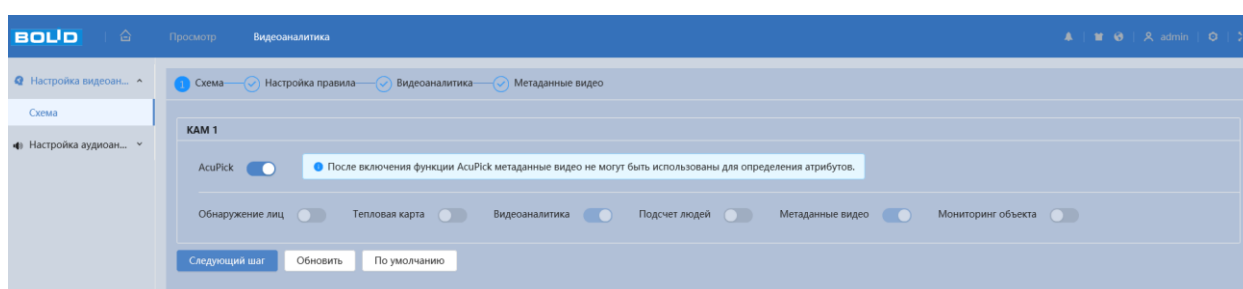 BOLID Просмотр Видеоаналитика admin
Настройка видеоан... 1 Схема Настройка правила Видеоаналитика Метаданные видео
Схема
КАМ 1
Настройка аудиоан...
AcuPick После включения функции AcuPick метаданные видео не могут быть использованы для определения атрибутов.
Обнаружение лиц Тепловая карта Видеоаналитика Подсчет людей Метаданные видео Мониторинг объекта
Следующий шаг Обновить По умолчанию